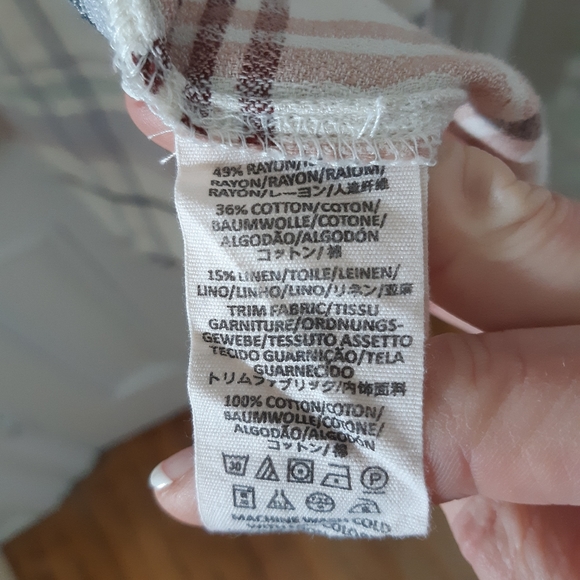 49% RAYON/
RAYON/RAYON/RAIOM/
RAYON/レーヨン/人造纤维
36% COTTON/COTON/
BAUMWOLLE/COTONE/
ALGODÃO/ALGODÓN
コットン/棉
15% LINEN/TOILE/LEINEN/
LINO/LINHO/LINO/リネン/亚麻
TRIM FABRIC/TISSU
GARNITURE/ORDNUNGS-
GEWEBE/TESSUTO ASSETTO
TECIDO GUARNIÇÃO/TELA
GUARNECIDO
トリムファブリック/内饰面料
100% COTTON/COTON/
BAUMWOLLE/COTONE/
ALGODÃO/ALGODÓN
コットン/棉
30 P
MACHINE WASH COLD
WITH COLORS